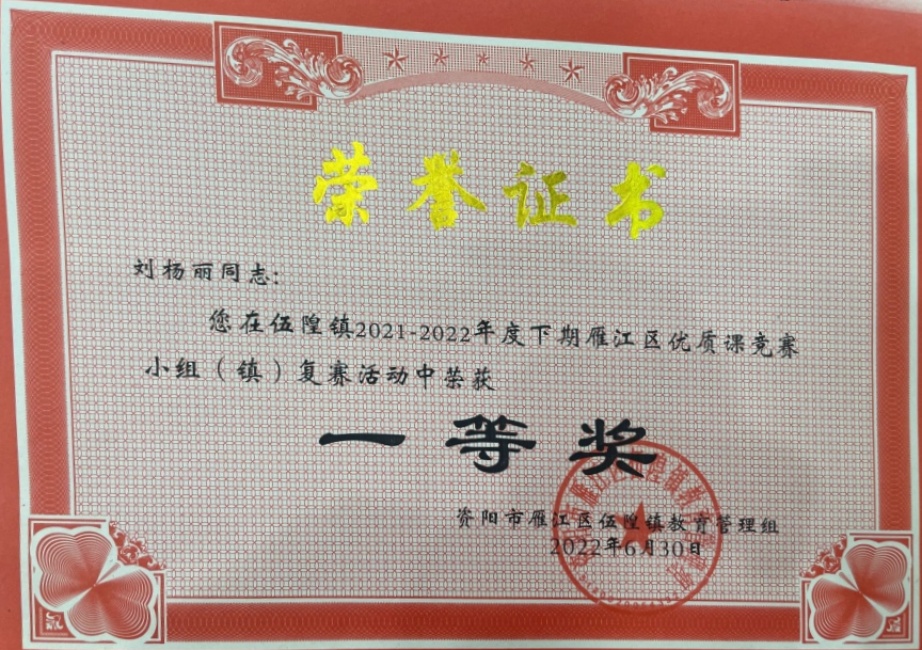 荣誉证书
刘杨丽同志:
您在伍隍镇2021-2022年度下期雁江区优质课竞赛
小组（镇）复赛活动中荣获
一等奖
资阳市雁江区伍隍镇教育管理组
2022年6月30日